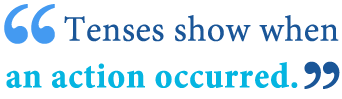 “Tenses show when
an action occurred.”